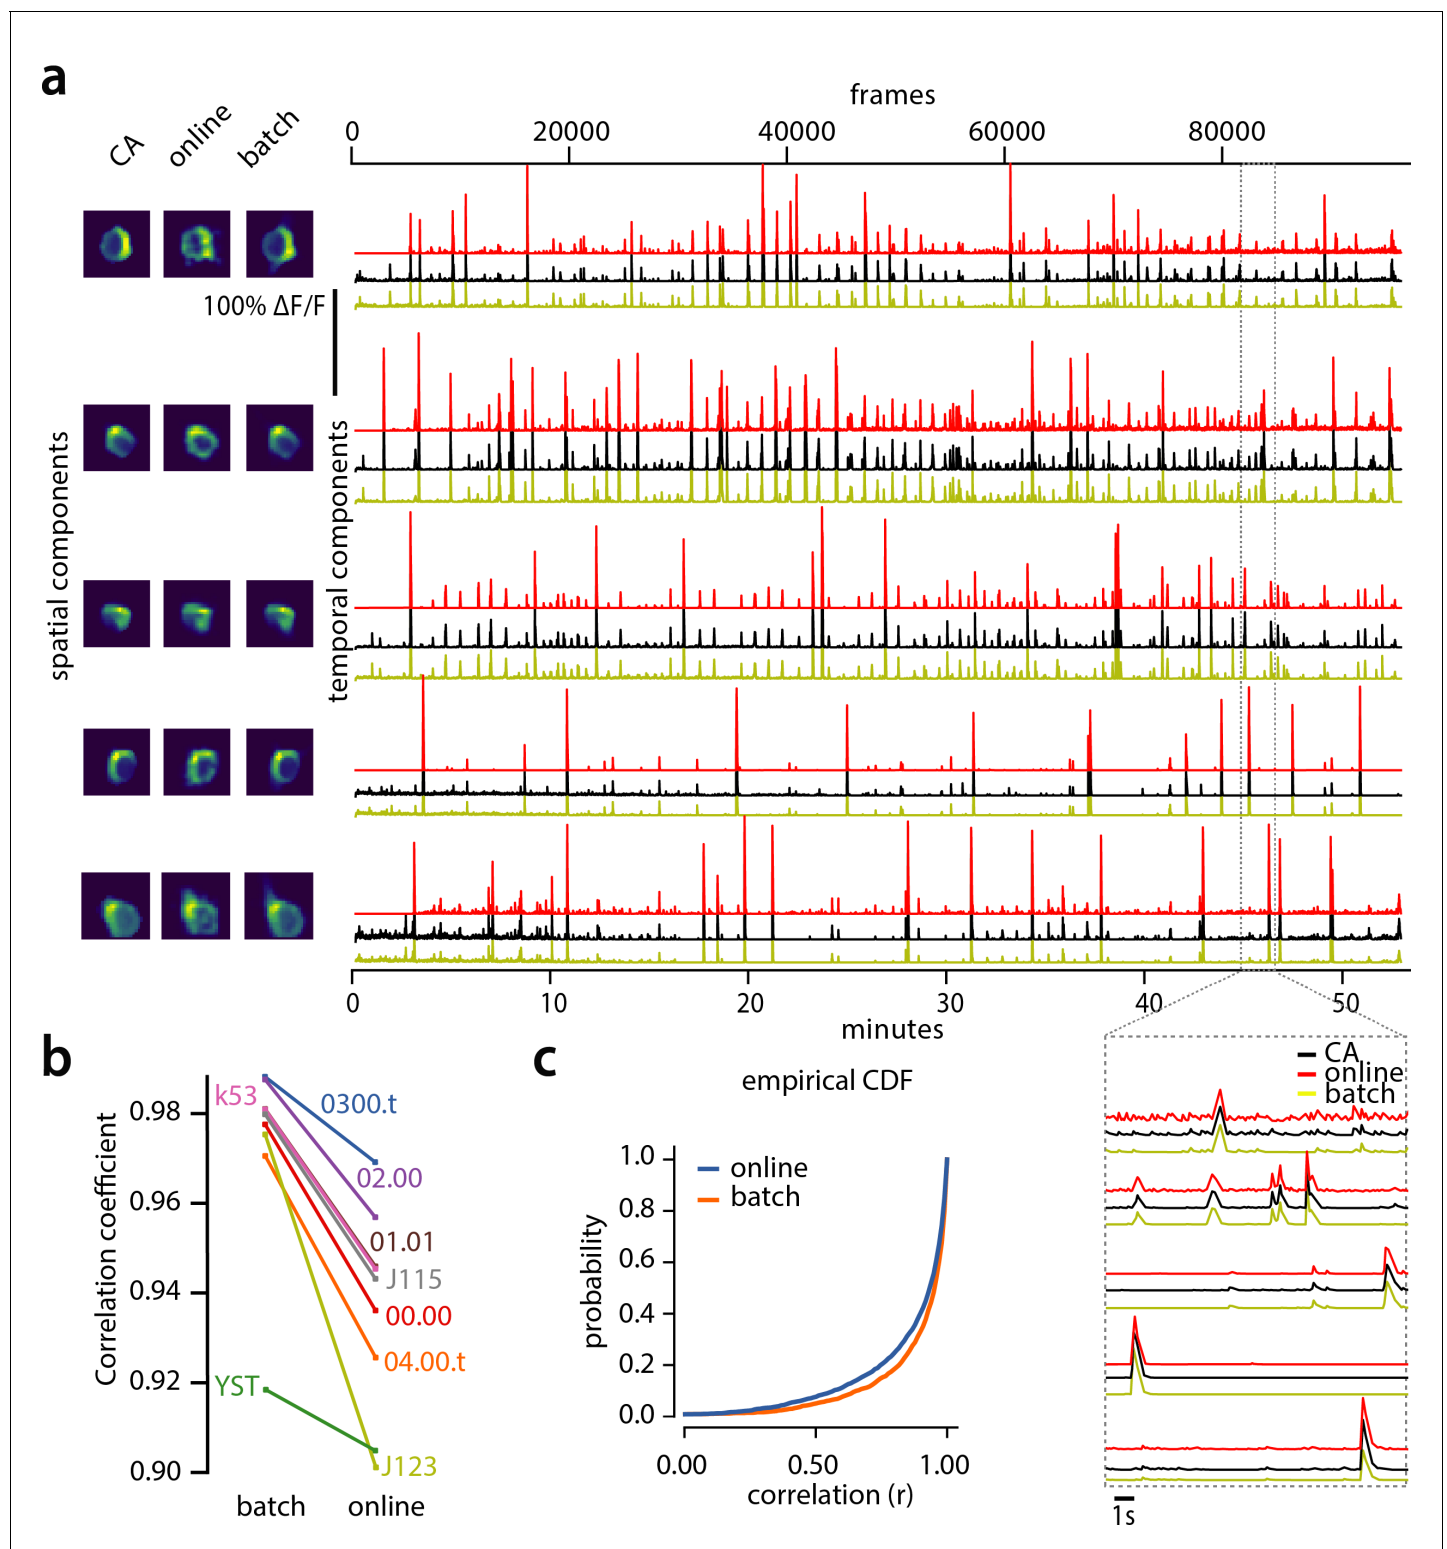 a
CA
online
batch
frames
0
20000
40000
60000
80000
100% ΔF/F
spatial components
temporal components
0
10
20
30
40
50
minutes
b
Correlation coefficient
0.98
0.96
0.94
0.92
0.90
k53
0300.t
02.00
01.01
J115
00.00
04.00.t
YST
J123
batch
online
c
empirical CDF
probability
1.0
0.8
0.6
0.4
0.2
0.0
online
batch
0.00
0.50
1.00
correlation (r)
CA
online
batch
1s